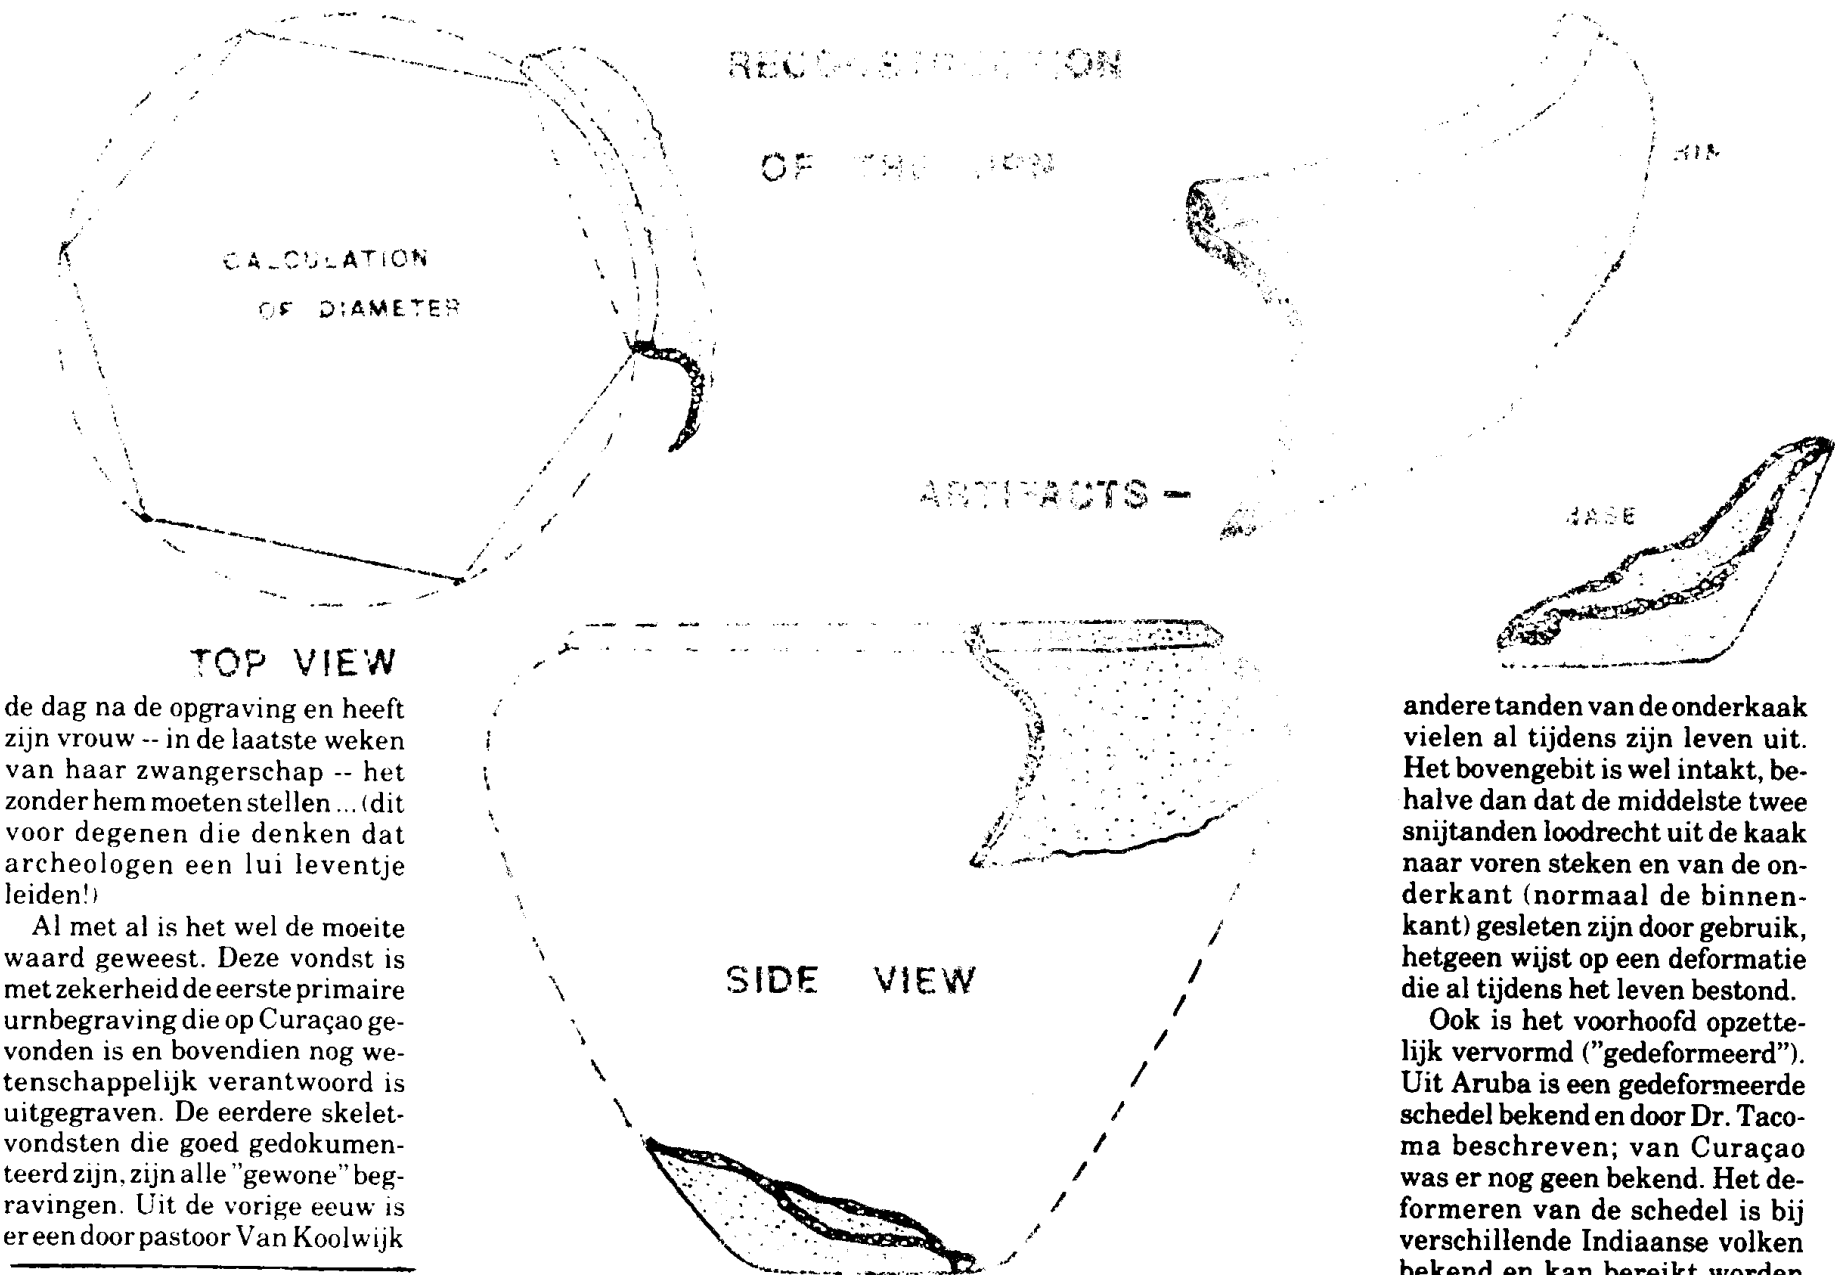 RECONSTRUCTION
OF THE URN
CALCULATION
OF DIAMETER
RIM
ARTIFACTS –
BASE
TOP VIEW
SIDE VIEW
de dag na de opgraving en heeft
zijn vrouw -- in de laatste weken
van haar zwangerschap -- het
zonder hem moeten stellen ... (dit
voor degenen die denken dat
archeologen een lui leventje
leiden!)
Al met al is het wel de moeite
waard geweest. Deze vondst is
met zekerheid de eerste primaire
urnbegraving die op Curaçao ge-
vonden is en bovendien nog we-
tenschappelijk verantwoord is
uitgegraven. De eerdere skelet-
vondsten die goed gedokumen-
teerd zijn, zijn alle "gewone" beg-
ravingen. Uit de vorige eeuw is
er een door pastoor Van Koolwijk
andere tanden van de onderkaak
vielen al tijdens zijn leven uit.
Het bovengebit is wel intakt, be-
halve dan dat de middelste twee
snijtanden loodrecht uit de kaak
naar voren steken en van de on-
derkant (normaal de binnen-
kant) gesleten zijn door gebruik,
hetgeen wijst op een deformatie
die al tijdens het leven bestond.
Ook is het voorhoofd opzette-
lijk vervormd ("gedeformeerd").
Uit Aruba is een gedeformeerde
schedel bekend en door Dr. Taco-
ma beschreven; van Curaçao
was er nog geen bekend. Het de-
formeren van de schedel is bij
verschillende Indiaanse volken
bekend en kan bereikt worden